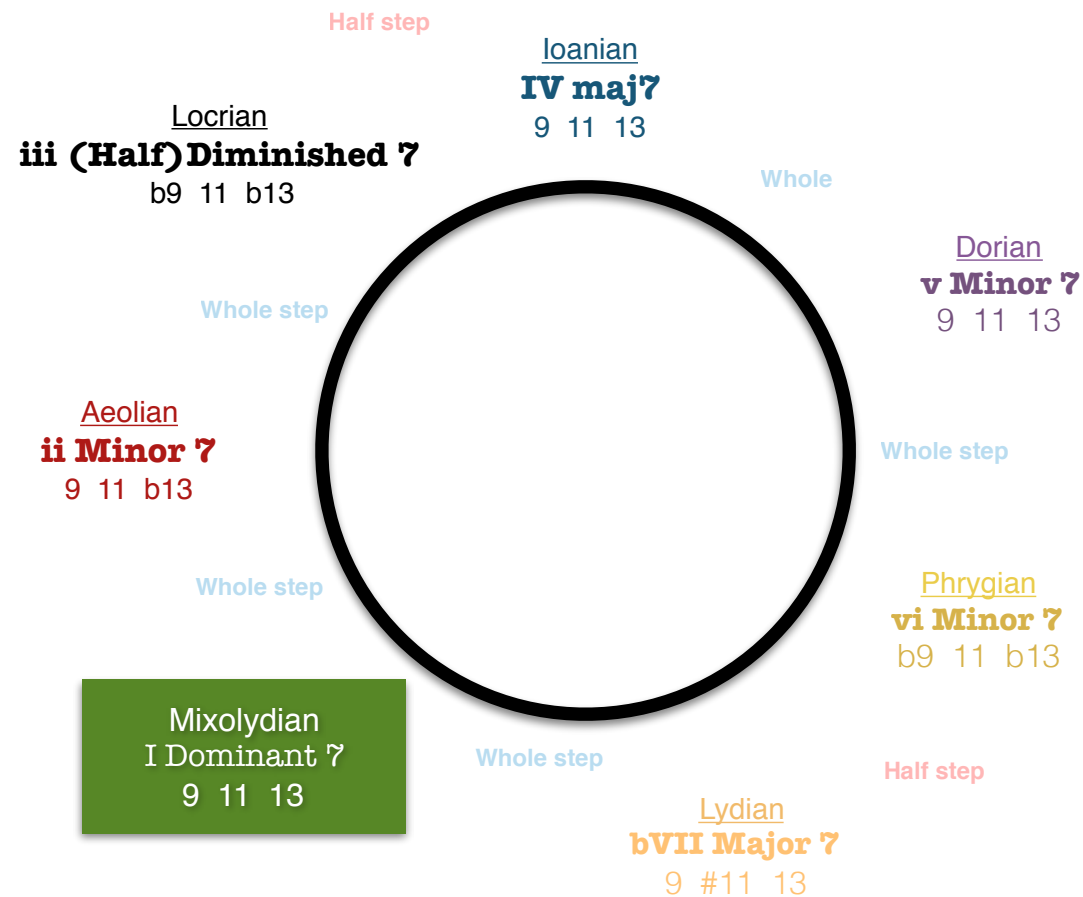 Half step
Ioanian
IV maj7
9 11 13
Locrian
iii (Half)Diminished 7
b9 11 b13
Whole
Dorian
v Minor 7
9 11 13
Whole step
Aeolian
ii Minor 7
9 11 b13
Whole step
Phrygian
vi Minor 7
b9 11 b13
Whole step
Mixolydian
I Dominant 7
9 11 13
Whole step
Half step
Lydian
bVII Major 7
9 #11 13